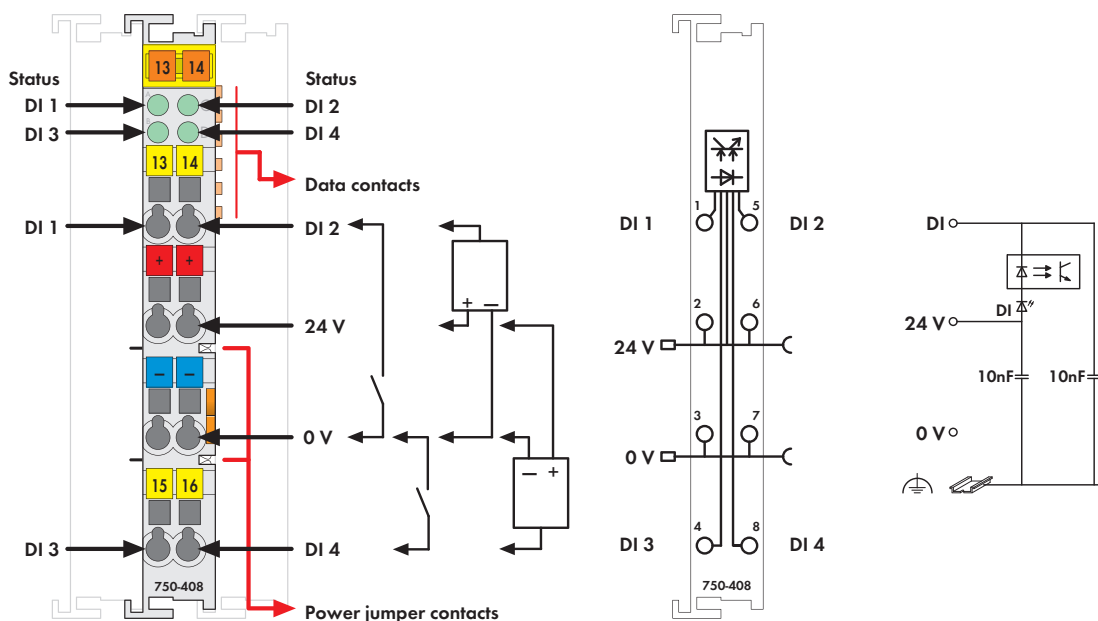 13 14
Status
Status
A C
DI 1
DI 2
B
DI 3
DI 4
13 14
Data contacts
DI 1
DI 2
+ +
24 V
− −
0 V
15 16
DI 3
DI 4
750-408
Power jumper contacts
+ −
− +
DI 1
1 5
DI 2
2 6
24 V
3 7
0 V
4 8
DI 3
DI 4
750-408
DI
DI
24 V
10nF
10nF
0 V